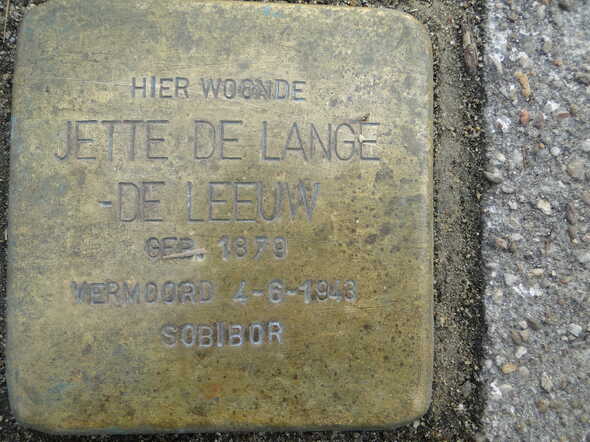 HIER WOONDE
JETTE DE LANGE
-DE LEEUW
GEB. 1879
VERMOORD 4-6-1943
SOBIBOR